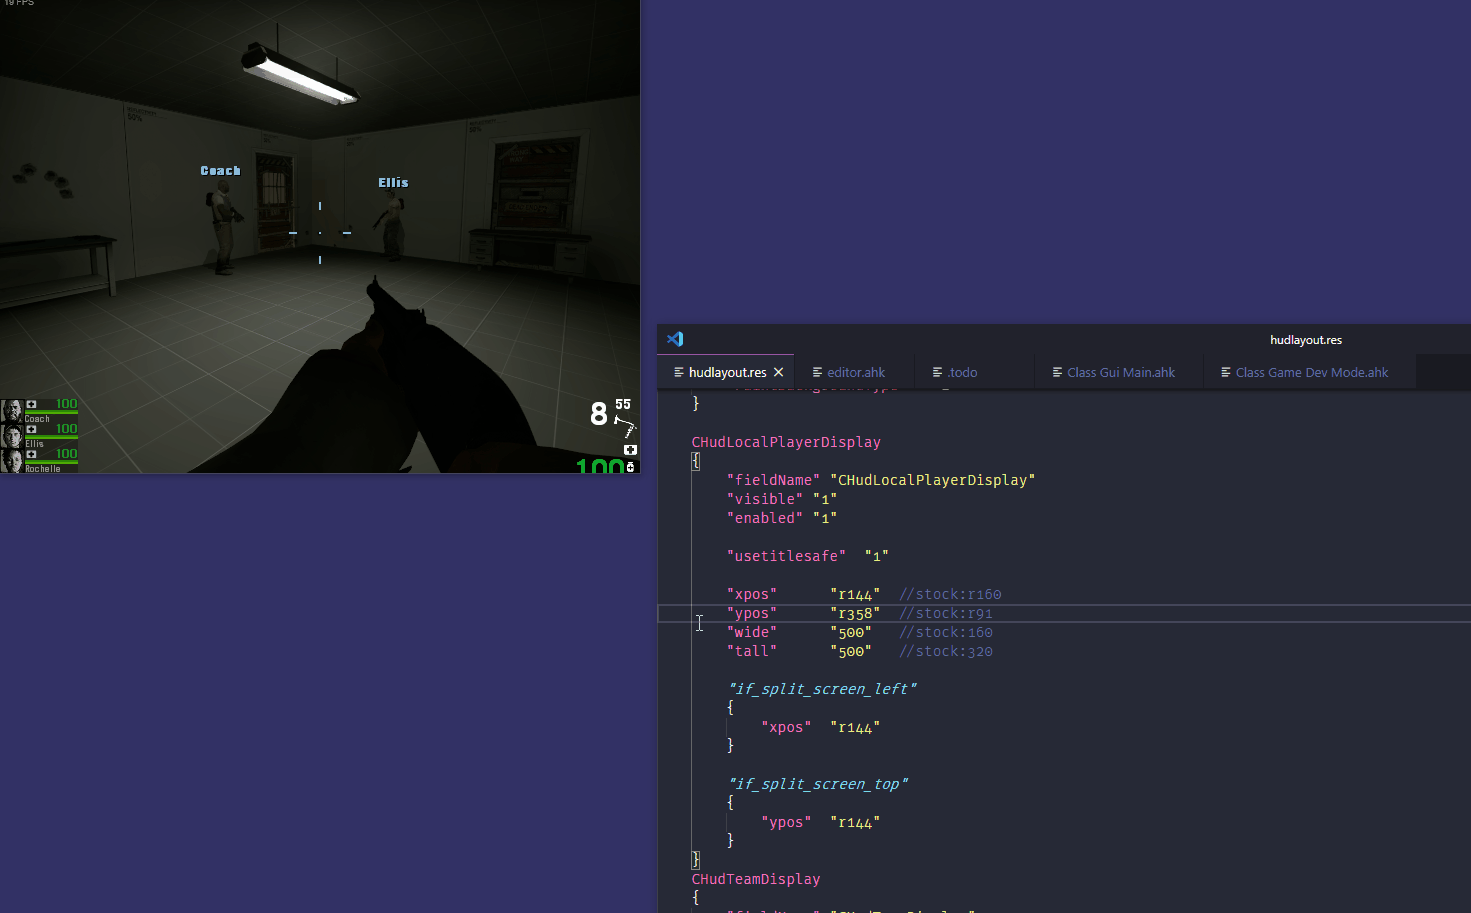 19 FPS
50%
50%
Coach
Ellis
100
Coach
100
Ellis
100
Rochelle
8 55
100
hudlayout.res
hudlayout.res
editor.ahk
.todo
Class Gui Main.ahk
Class Game Dev Mode.ahk
}
CHudLocalPlayerDisplay
{
"fieldName" "CHudLocalPlayerDisplay"
"visible" "1"
"enabled" "1"
"usetitlesafe" "1"
"xpos" "r144" //stock:r160
"ypos" "r358" //stock:r91
"wide" "500" //stock:160
"tall" "500" //stock:320
"if_split_screen_left"
{
"xpos" "r144"
}
"if_split_screen_top"
{
"ypos" "r144"
}
}
CHudTeamDisplay
{